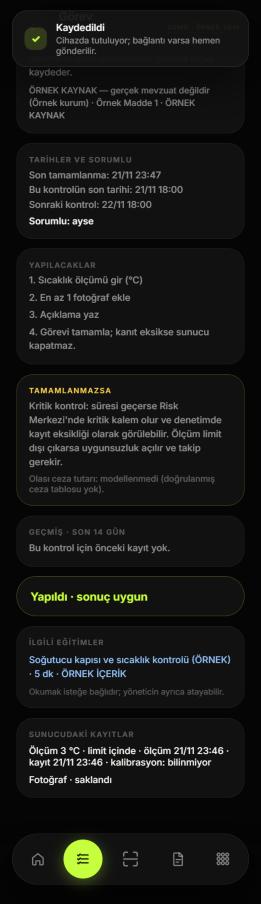 Görev
Kaydedildi
Cihazda tutuluyor; bağlantı varsa hemen
gönderilir.
kaydeder.
ÖRNEK KAYNAK — gerçek mevzuat değildir
(Örnek kurum) · Örnek Madde 1 · ÖRNEK
KAYNAK
TARİHLER VE SORUMLU
Son tamamlanma: 21/11 23:47
Bu kontrolün son tarihi: 21/11 18:00
Sonraki kontrol: 22/11 18:00
Sorumlu: ayse
YAPILACAKLAR
1. Sıcaklık ölçümü gir (°C)
2. En az 1 fotoğraf ekle
3. Açıklama yaz
4. Görevi tamamla; kanıt eksikse sunucu
kapatmaz.
TAMAMLANMAZSA
Kritik kontrol: süresi geçerse Risk
Merkezi'nde kritik kalem olur ve denetimde
kayıt eksikliği olarak görülebilir. Ölçüm limit
dışı çıkarsa uygunsuzluk açılır ve takip
gerekir.
Olası ceza tutarı: modellenmedi (doğrulanmış
ceza tablosu yok).
GEÇMİŞ · SON 14 GÜN
Bu kontrol için önceki kayıt yok.
Yapıldı · sonuç uygun
İLGİLİ EĞİTİMLER
Soğutucu kapısı ve sıcaklık kontrolü (ÖRNEK)
· 5 dk · ÖRNEK İÇERİK
Okumak isteğe bağlıdır; yöneticin ayrıca atayabilir.
SUNUCUDAKİ KAYITLAR
Ölçüm 3 °C · limit içinde · ölçüm 21/11 23:46 ·
kayıt 21/11 23:46 · kalibrasyon: bilinmiyor
Fotoğraf · saklandı